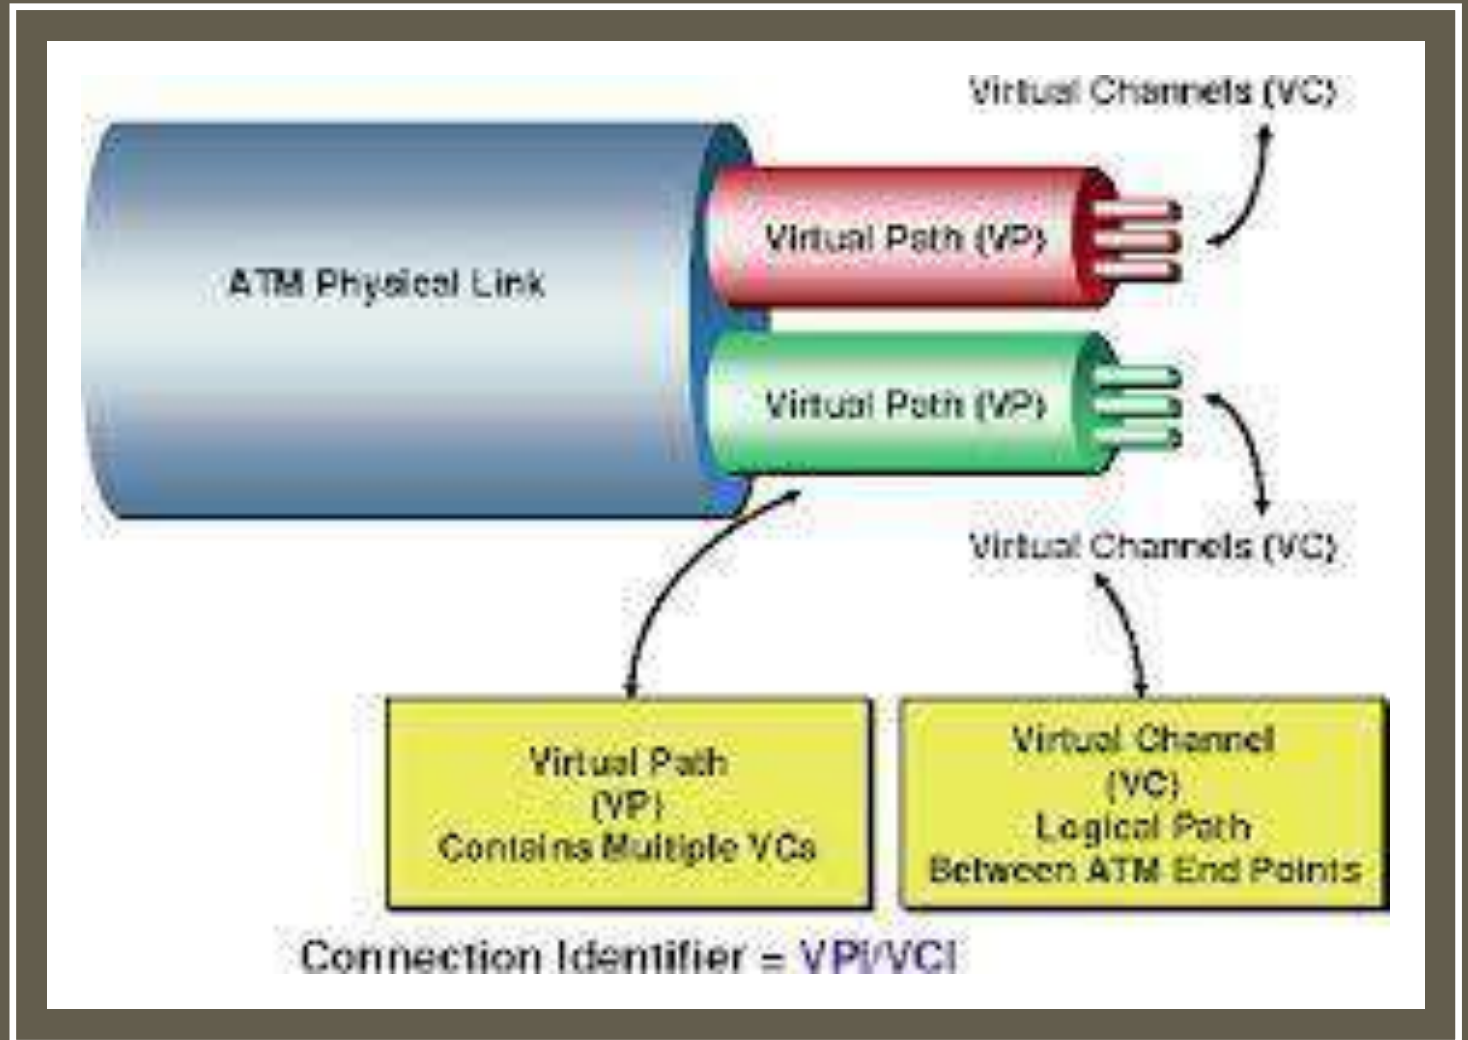 Virtual Channels (VC)
Virtual Path (VP)
ATM Physical Link
Virtual Path (VP)
Virtual Channels (VC)
Virtual Path
(VP)
Contains Multiple VCs
Virtual Channel
(VC)
Logical Path
Between ATM End Points
Connection Identifier = VPI/VCI